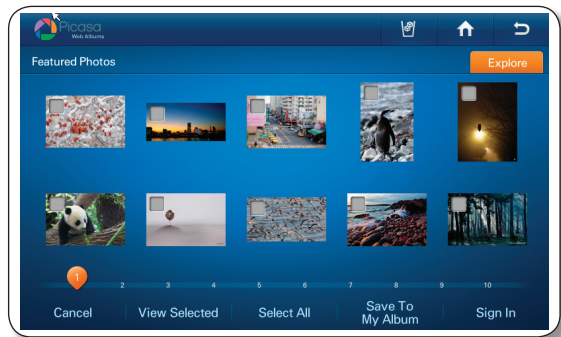 Picasa
Web Albums
Featured Photos
Explore
1 2 3 4 5 6 7 8 9 10
Cancel
View Selected
Select All
Save To
My Album
Sign In